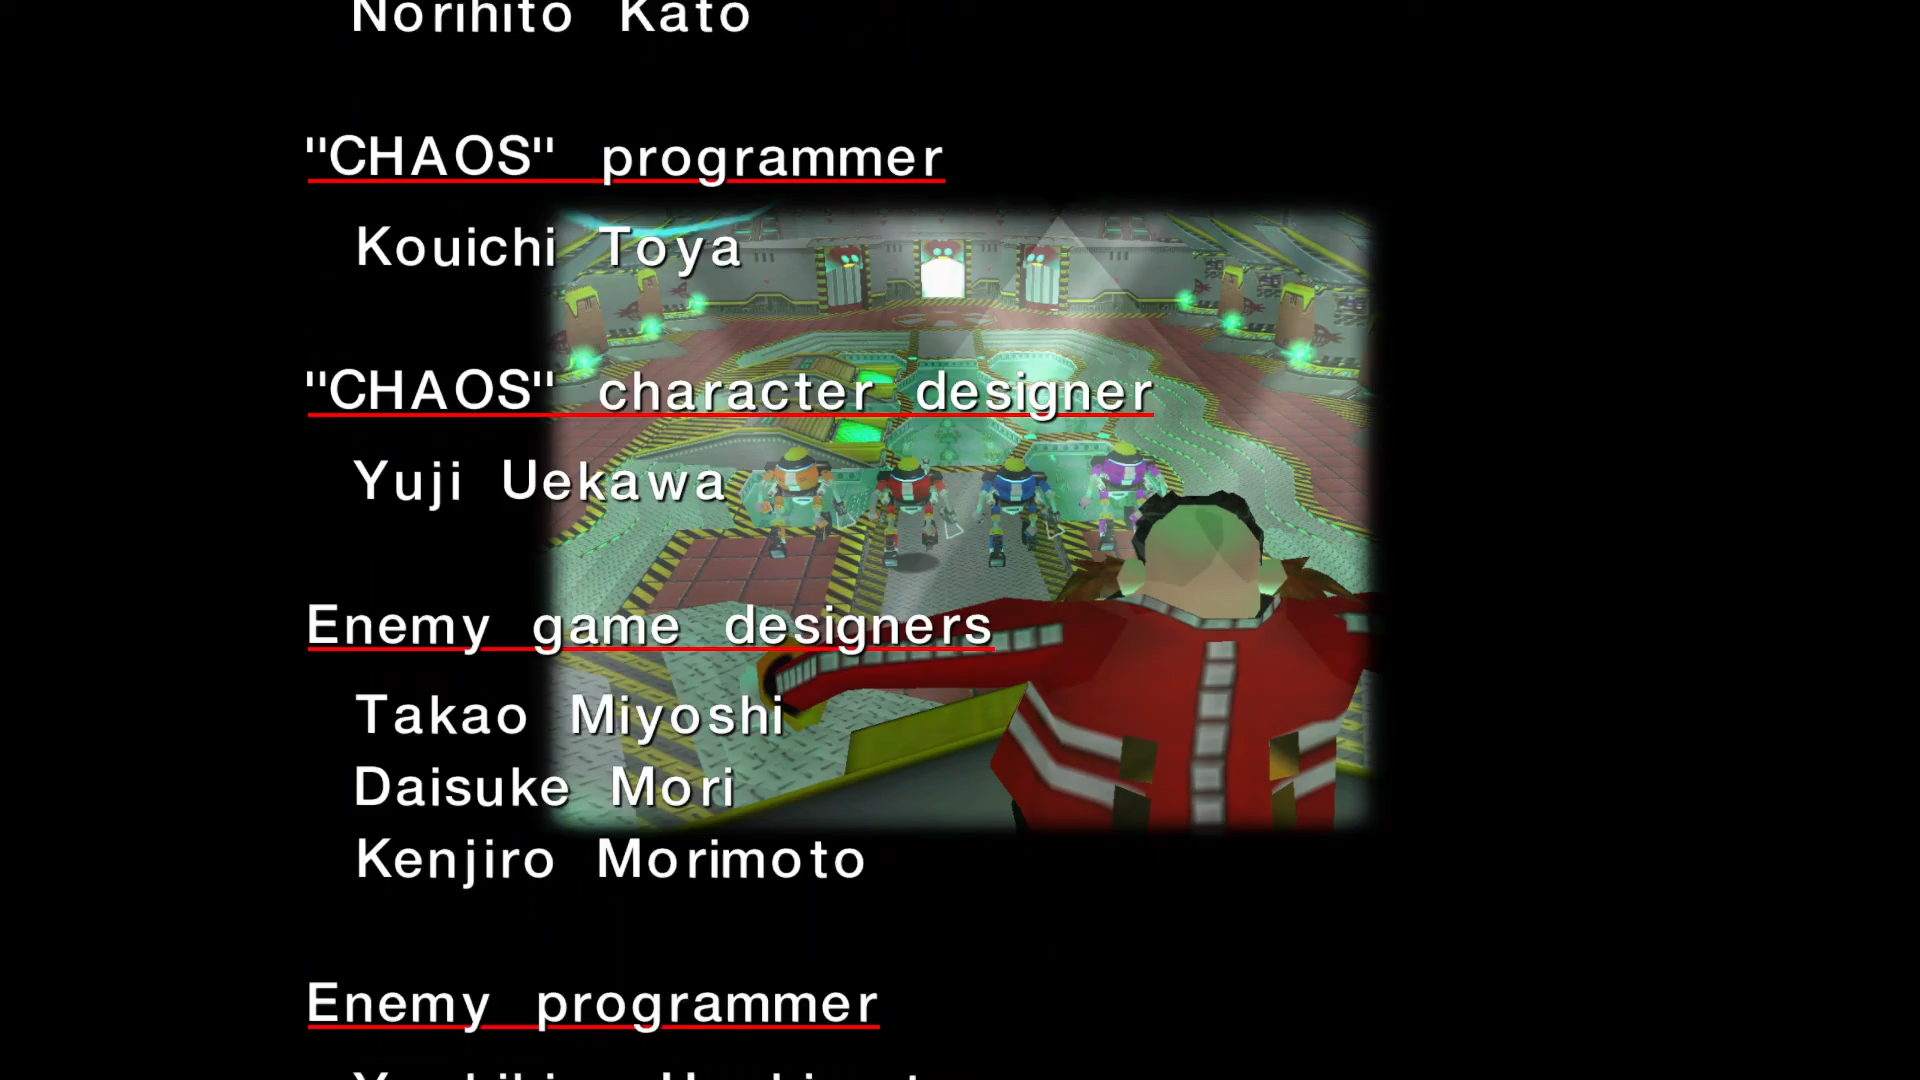 Norihito Kato
"CHAOS" programmer
Kouichi Toya
"CHAOS" character designer
Yuji Uekawa
Enemy game designers
Takao Miyoshi
Daisuke Mori
Kenjiro Morimoto
Enemy programmer